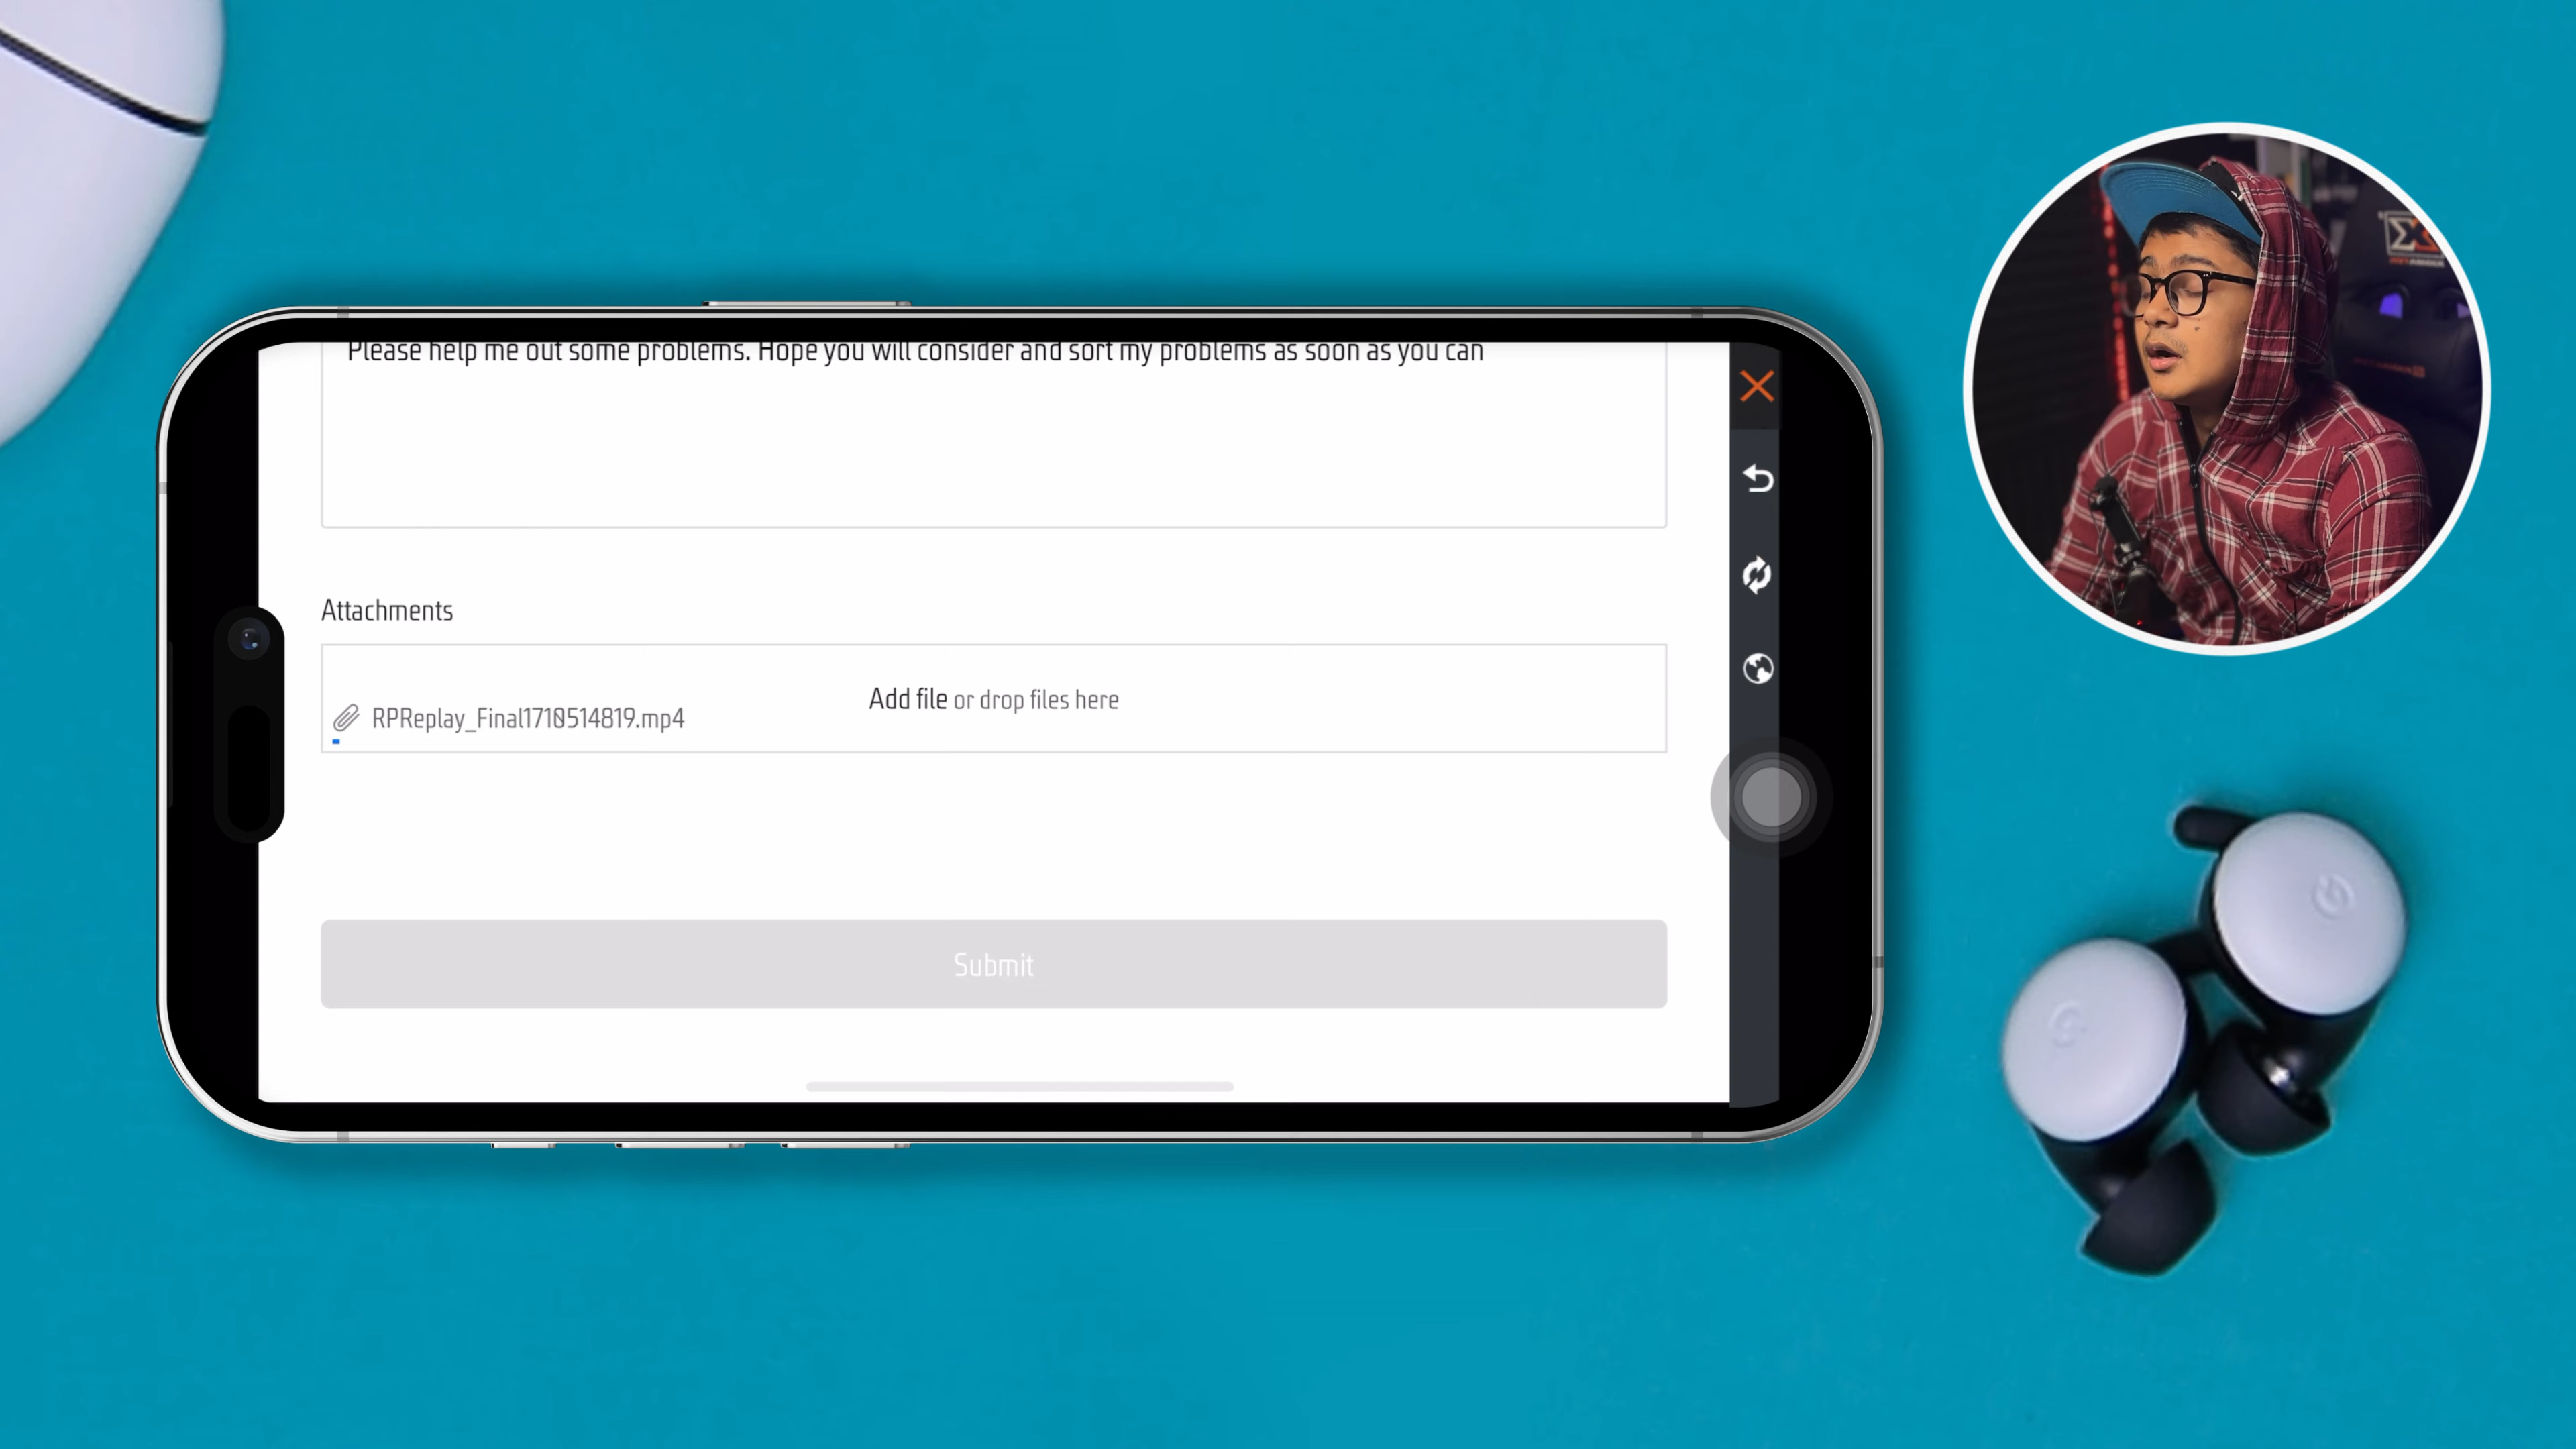 Please help me out some problems. Hope you will consider and sort my problems as soon as you can
Attachments
Add file or drop files here
RPReplay_Final1710514819.mp4
Submit